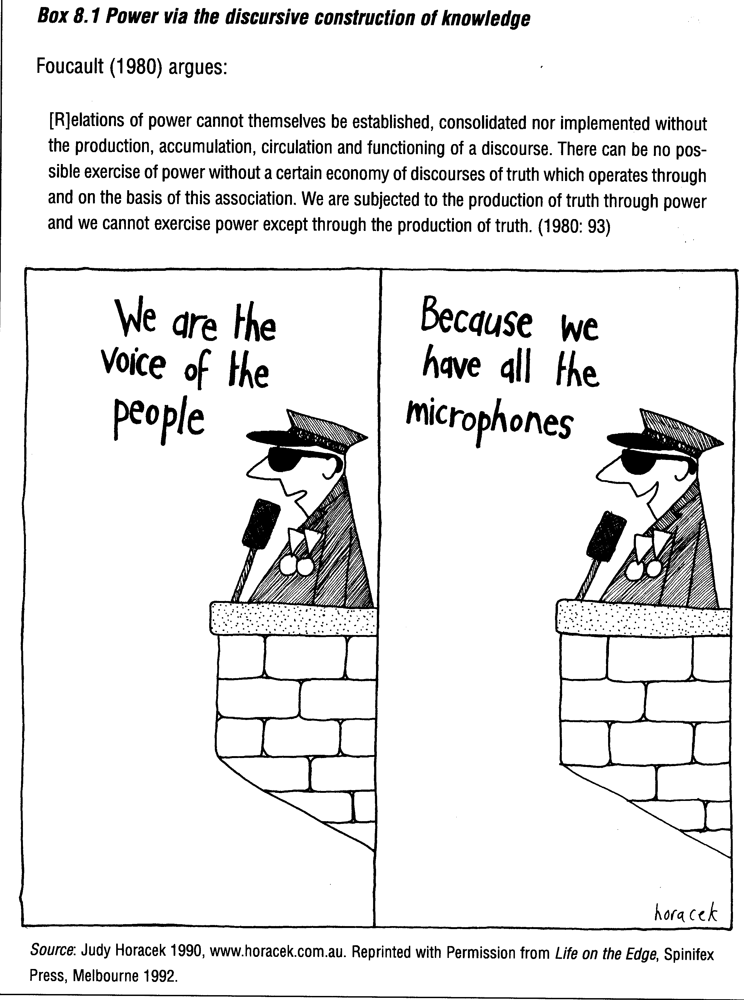 Box 8.1 Power via the discursive construction of knowledge
Foucault (1980) argues:
[R]elations of power cannot themselves be established, consolidated nor implemented without
the production, accumulation, circulation and functioning of a discourse. There can be no pos-
sible exercise of power without a certain economy of discourses of truth which operates through
and on the basis of this association. We are subjected to the production of truth through power
and we cannot exercise power except through the production of truth. (1980: 93)
We are the
voice of the
people
Because we
have all the
microphones
horacek
Source: Judy Horacek 1990, www.horacek.com.au. Reprinted with Permission from Life on the Edge, Spinifex
Press, Melbourne 1992.